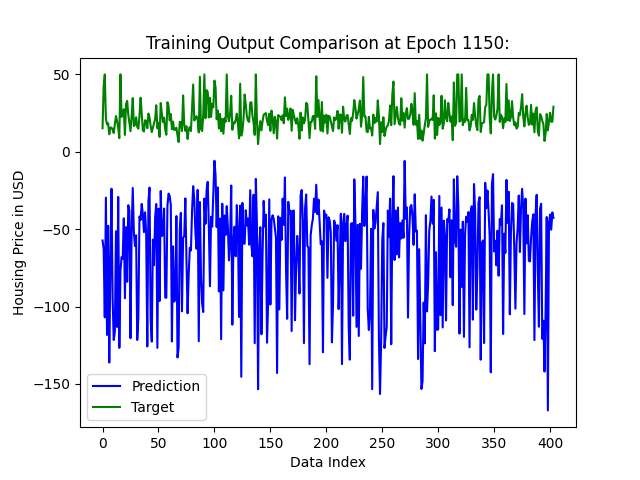 Training Output Comparison at Epoch 1150:
Housing Price in USD
50
0
−50
−100
−150
Prediction
Target
0 50 100 150 200 250 300 350 400
Data Index